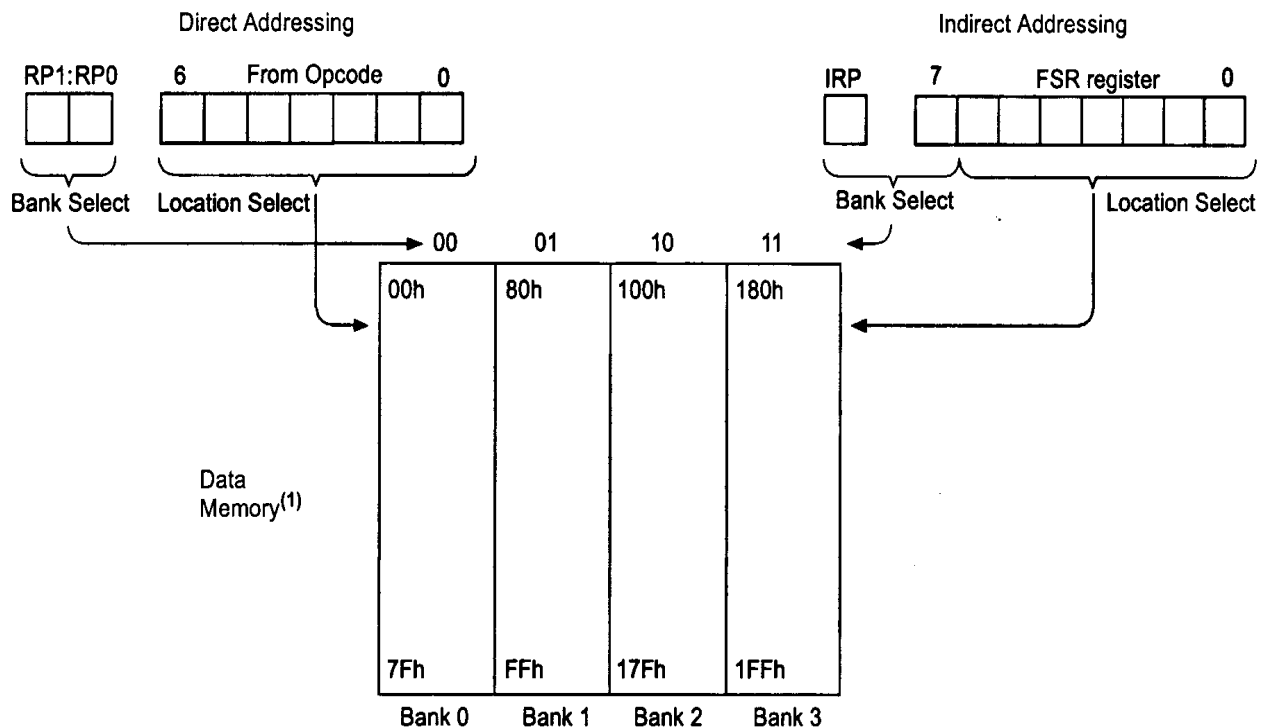 Direct Addressing
Indirect Addressing
RP1:RP0 6 From Opcode 0
IRP 7 FSR register 0
Bank Select Location Select
Bank Select Location Select
00 01 10 11
00h 80h 100h 180h
Data
Memory(1)
7Fh FFh 17Fh 1FFh
Bank 0 Bank 1 Bank 2 Bank 3